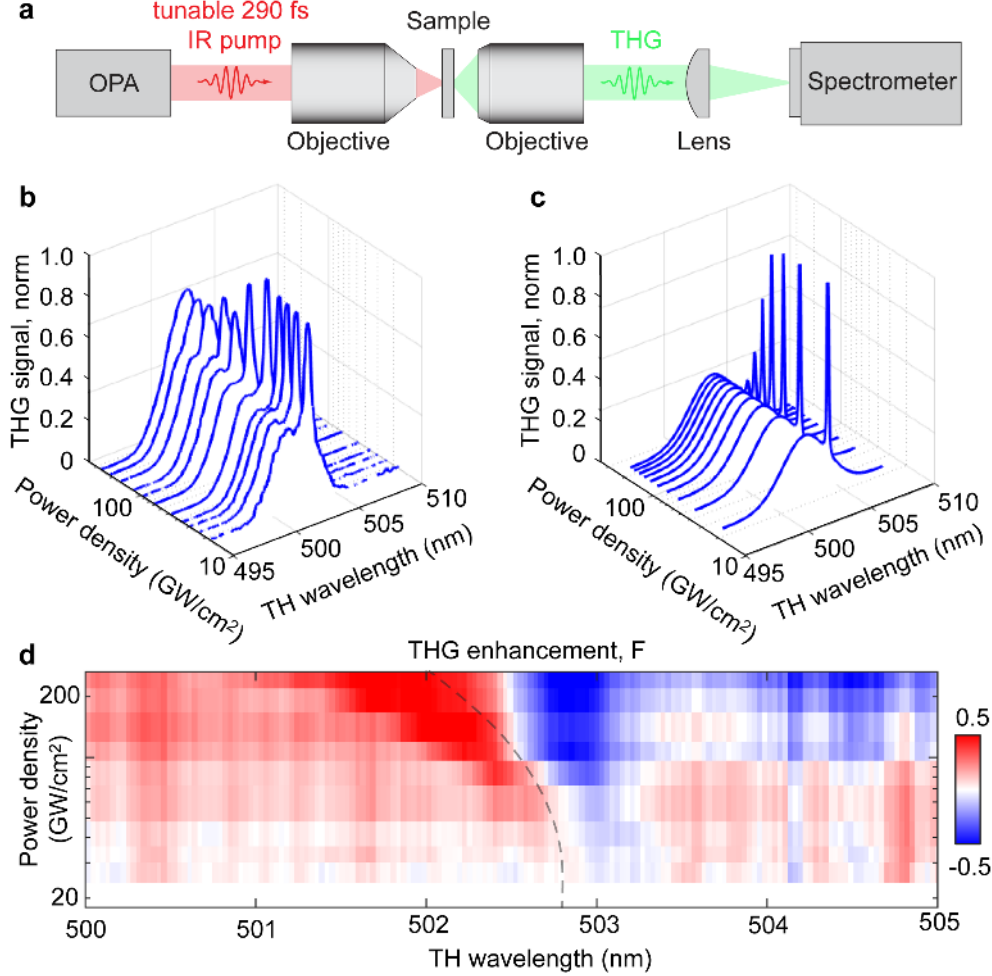 a
tunable 290 fs
IR pump
Sample
THG
OPA
Spectrometer
Objective
Objective
Lens
b
1.0
0.8
0.6
0.4
0.2
0
THG signal, norm
100
10
Power density (GW/cm²)
495
500
505
510
TH wavelength (nm)
c
1.0
0.8
0.6
0.4
0.2
0
THG signal, norm
100
10
Power density (GW/cm²)
495
500
505
510
TH wavelength (nm)
d
THG enhancement, F
200
20
Power density
(GW/cm²)
0.5
-0.5
500
501
502
503
504
505
TH wavelength (nm)